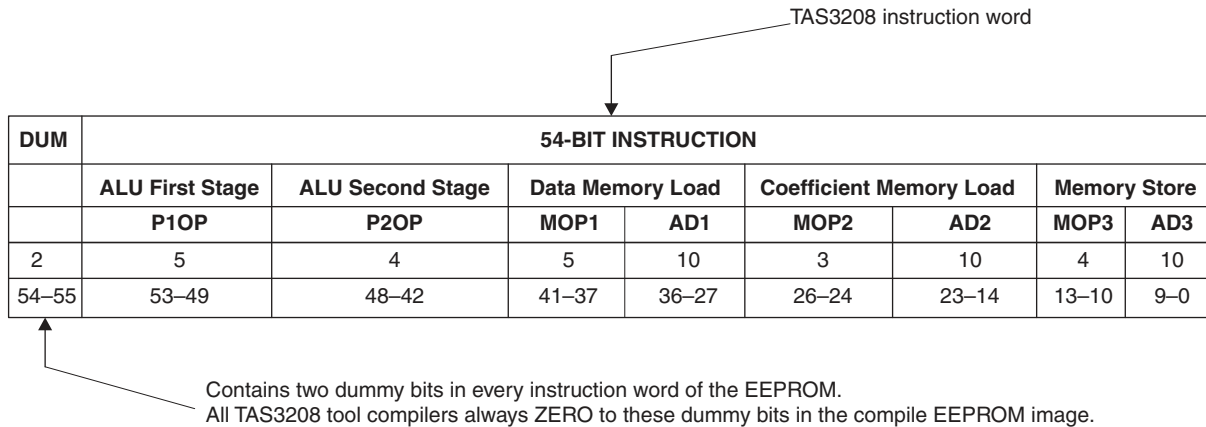 TAS3208 instruction word
DUM 54-BIT INSTRUCTION
ALU First Stage ALU Second Stage Data Memory Load Coefficient Memory Load Memory Store
P1OP P2OP MOP1 AD1 MOP2 AD2 MOP3 AD3
2 5 4 5 10 3 10 4 10
54–55 53–49 48–42 41–37 36–27 26–24 23–14 13–10 9–0
Contains two dummy bits in every instruction word of the EEPROM.
All TAS3208 tool compilers always ZERO to these dummy bits in the compile EEPROM image.